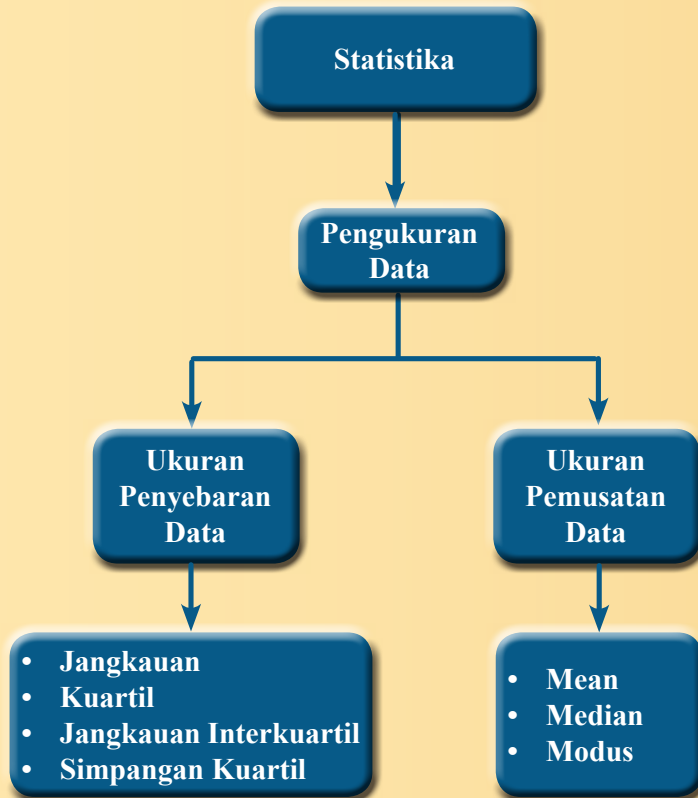 Statistika
Pengukuran
Data
Ukuran
Penyebaran
Data
Ukuran
Pemusatan
Data
• Jangkauan
• Kuartil
• Jangkauan Interkuartil
• Simpangan Kuartil
• Mean
• Median
• Modus